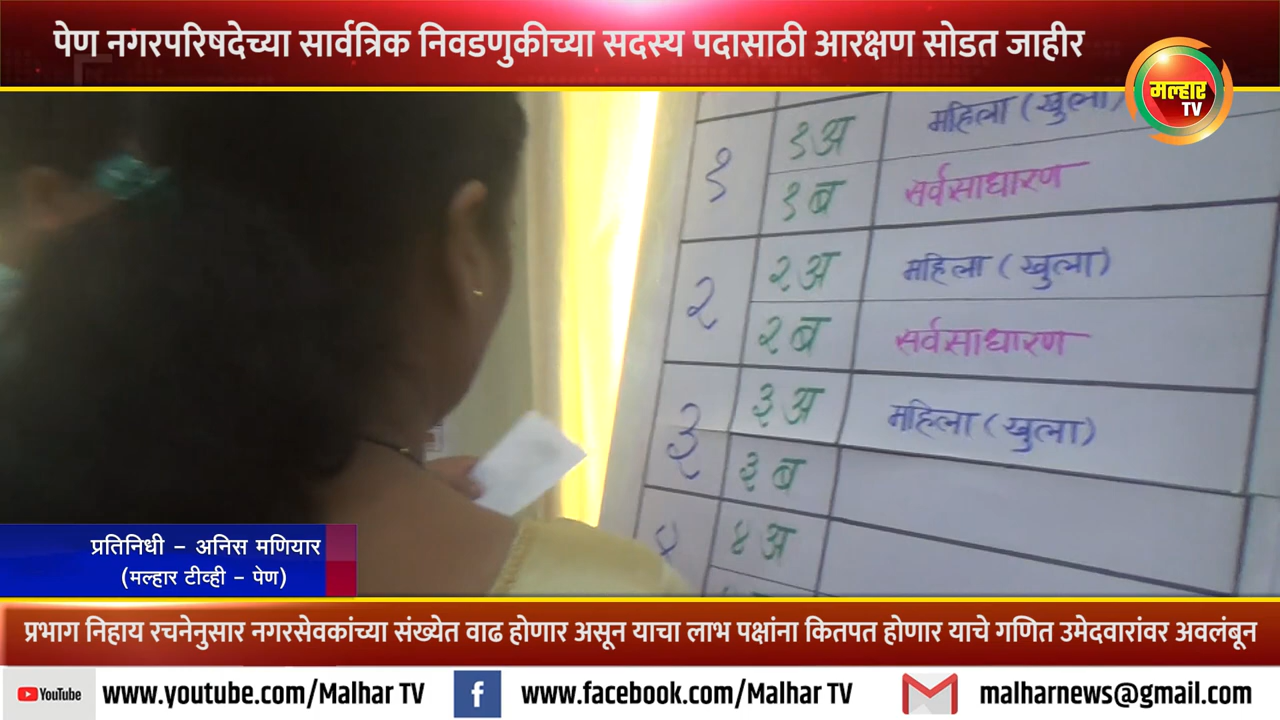 पेण नगरपरिषदेच्या सार्वत्रिक निवडणुकीच्या सदस्य पदासाठी आरक्षण सोडत जाहीर
मल्हार
TV
१ १अ महिला (खुला)
१ब सर्वसाधारण
२ २अ महिला (खुला)
२ब सर्वसाधारण
३ ३अ महिला (खुला)
३ब
४ ४अ
प्रतिनिधी – अनिस मणियार
(मल्हार टीव्ही – पेण)
प्रभाग निहाय रचनेनुसार नगरसेवकांच्या संख्येत वाढ होणार असून याचा लाभ पक्षांना कितपत होणार याचे गणित उमेदवारांवर अवलंबून
YouTube www.youtube.com/Malhar TV f www.facebook.com/Malhar TV malharnews@gmail.com